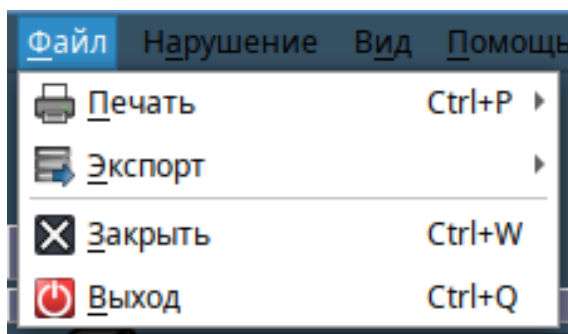 Файл Нарушение Вид Помощь
Печать Ctrl+P
Экспорт
Закрыть Ctrl+W
Выход Ctrl+Q